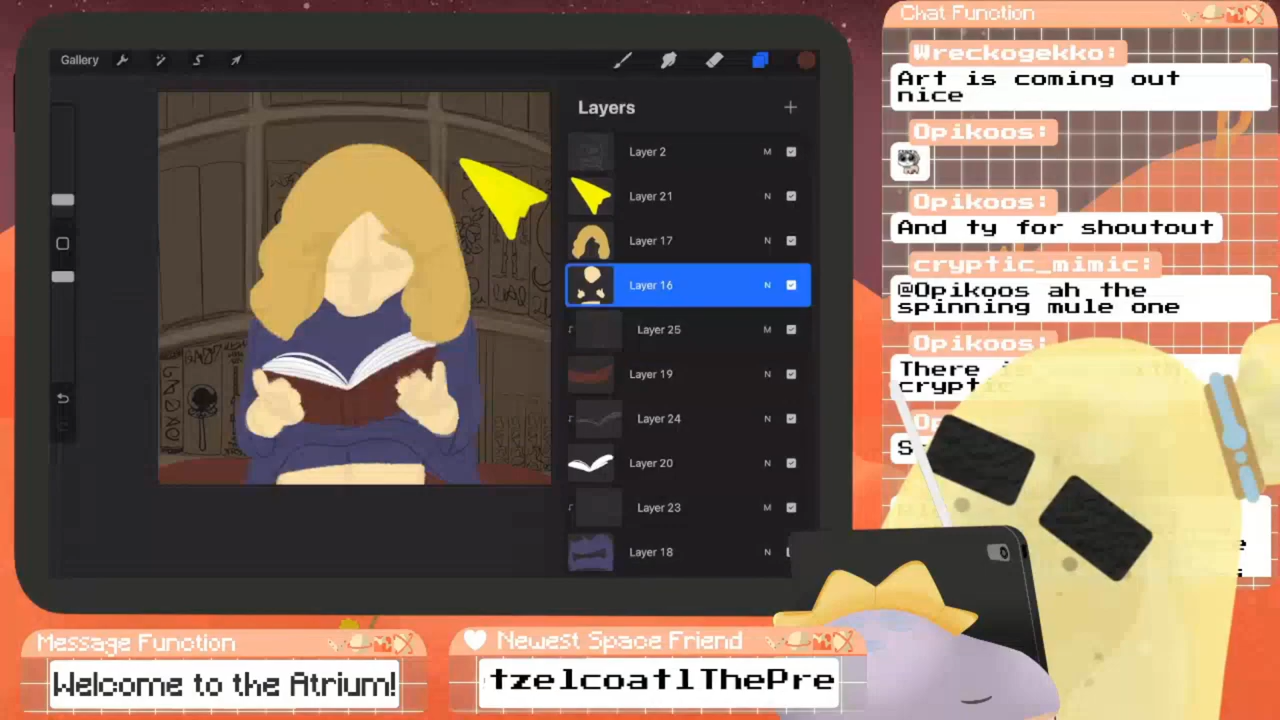 Gallery
Layers
Layer 2 M
Layer 21 N
Layer 17 N
Layer 16 N
Layer 25 M
Layer 19 N
Layer 24 N
Layer 20 N
Layer 23 M
Layer 18 N
Chat Function
Wreckogekko:
Art is coming out
nice
Opikoos:
Opikoos:
And ty for shoutout
cryptic_mimic:
@Opikoos ah the
spinning mule one
Opikoos:
There
Message Function
Welcome to the Atrium!
Newest Space Friend
tzelcoatlThePre